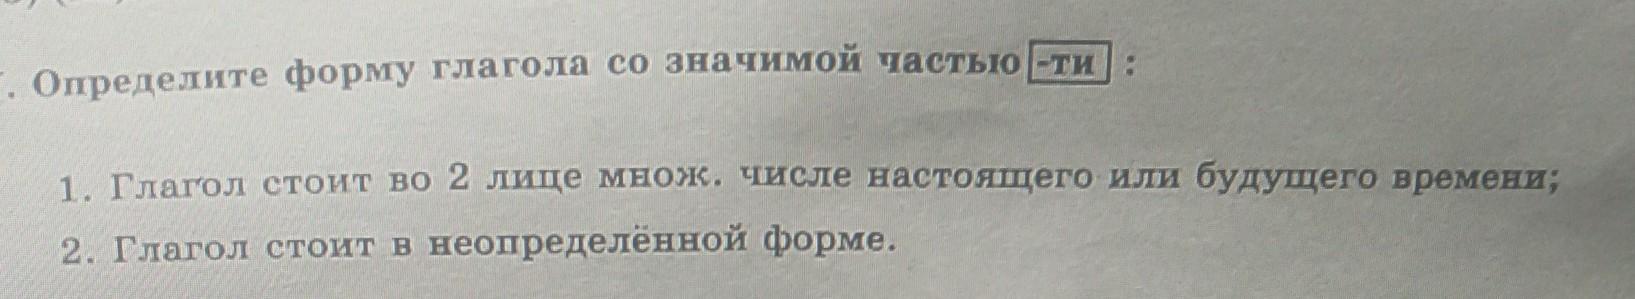 . Определите форму глагола со значимой частью -ти :
1. Глагол стоит во 2 лице множ. числе настоящего или будущего времени;
2. Глагол стоит в неопределённой форме.